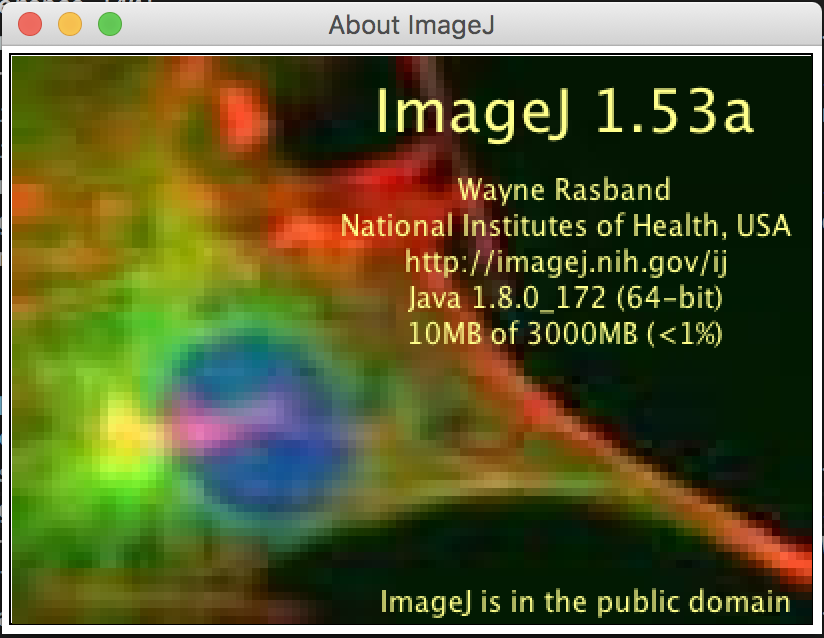 About ImageJ
ImageJ 1.53a
Wayne Rasband
National Institutes of Health, USA
http://imagej.nih.gov/ij
Java 1.8.0_172 (64-bit)
10MB of 3000MB (<1%)
ImageJ is in the public domain